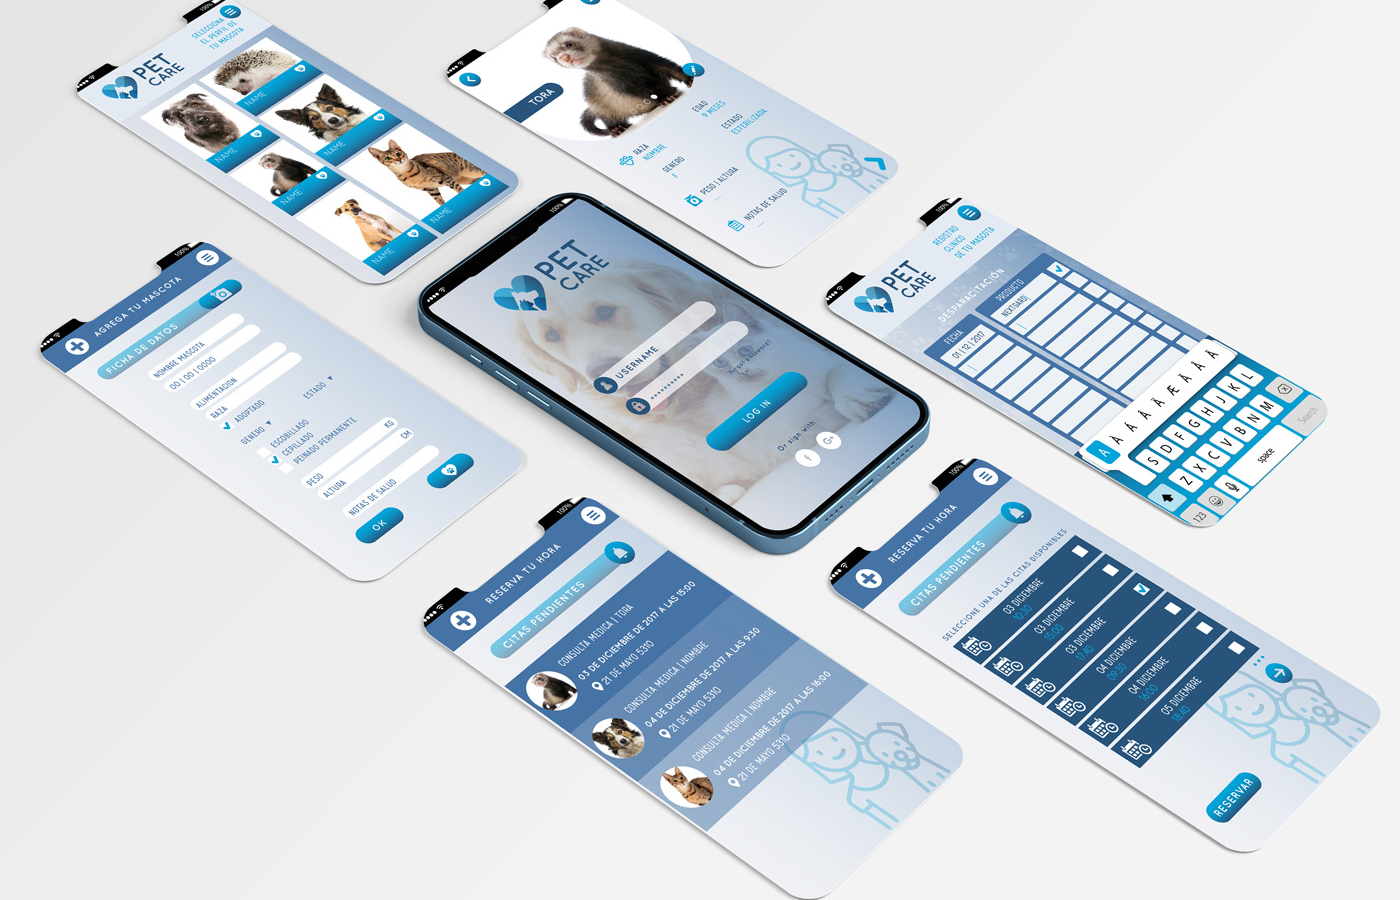 100%
SELECCIONA
EL PERFIL DE
TU MASCOTA
PET
CARE
NAME
NAME
NAME
NAME
NAME
NAME
TORA
EDAD
9 MESES
ESTADO
ESTERILIZADA
RAZA
NOMBRE
GENERO
F
PESO | ALTURA
NOTAS DE SALUD
100%
AGREGA TU MASCOTA
FICHA DE DATOS
NOMBRE MASCOTA
00 | 00 | 0000
ALIMENTACION
RAZA
ADOPTADO
ESTADO
GENERO
ESCOBILLADO
CEPILLADO
PEINADO PERMANENTE
PESO
KG
ALTURA
CM
NOTAS DE SALUD
OK
100%
PET
CARE
USERNAME
Forgot password?
LOG IN
Or sign with
f
G+
100%
REGISTRO
CLINICO
DE TU MASCOTA
PET
CARE
DESPARACITACIÓN
FECHA
PRODUCTO
01 | 12 | 2017
NEXTGARD
S D F G H J K L
Z X C V B N M
123
space
Search
100%
RESERVA TU HORA
CITAS PENDIENTES
CONSULTA MEDICA | TORA
03 DE DICIEMBRE DE 2017 A LAS 15:00
21 DE MAYO 5310
CONSULTA MEDICA | NOMBRE
04 DE DICIEMBRE DE 2017 A LAS 9:30
21 DE MAYO 5310
CONSULTA MEDICA | NOMBRE
04 DE DICIEMBRE DE 2017 A LAS 16:00
21 DE MAYO 5310
100%
RESERVA TU HORA
CITAS PENDIENTES
SELECCIONE UNA DE LAS CITAS DISPONIBLES
03 DICIEMBRE
10:30
03 DICIEMBRE
15:00
03 DICIEMBRE
17:40
04 DICIEMBRE
09:30
04 DICIEMBRE
16:00
05 DICIEMBRE
18:40
RESERVAR